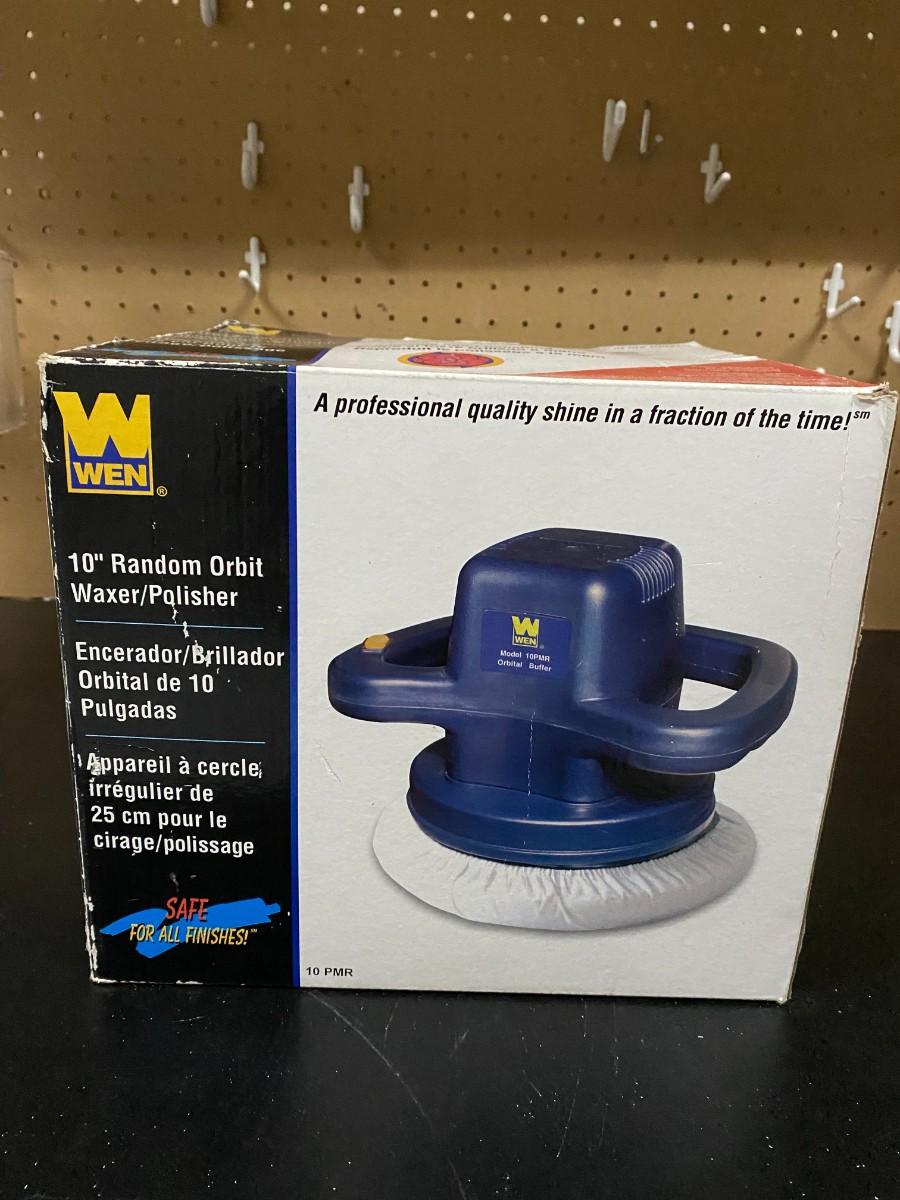 A professional quality shine in a fraction of the time!℠
WEN®
10" Random Orbit
Waxer/Polisher
Encerador/Brillador
Orbital de 10
Pulgadas
Appareil à cercle
irrégulier de
25 cm pour le
cirage/polissage
SAFE
FOR ALL FINISHES!™
WEN®
Model 10PMR
Orbital Buffer
10 PMR